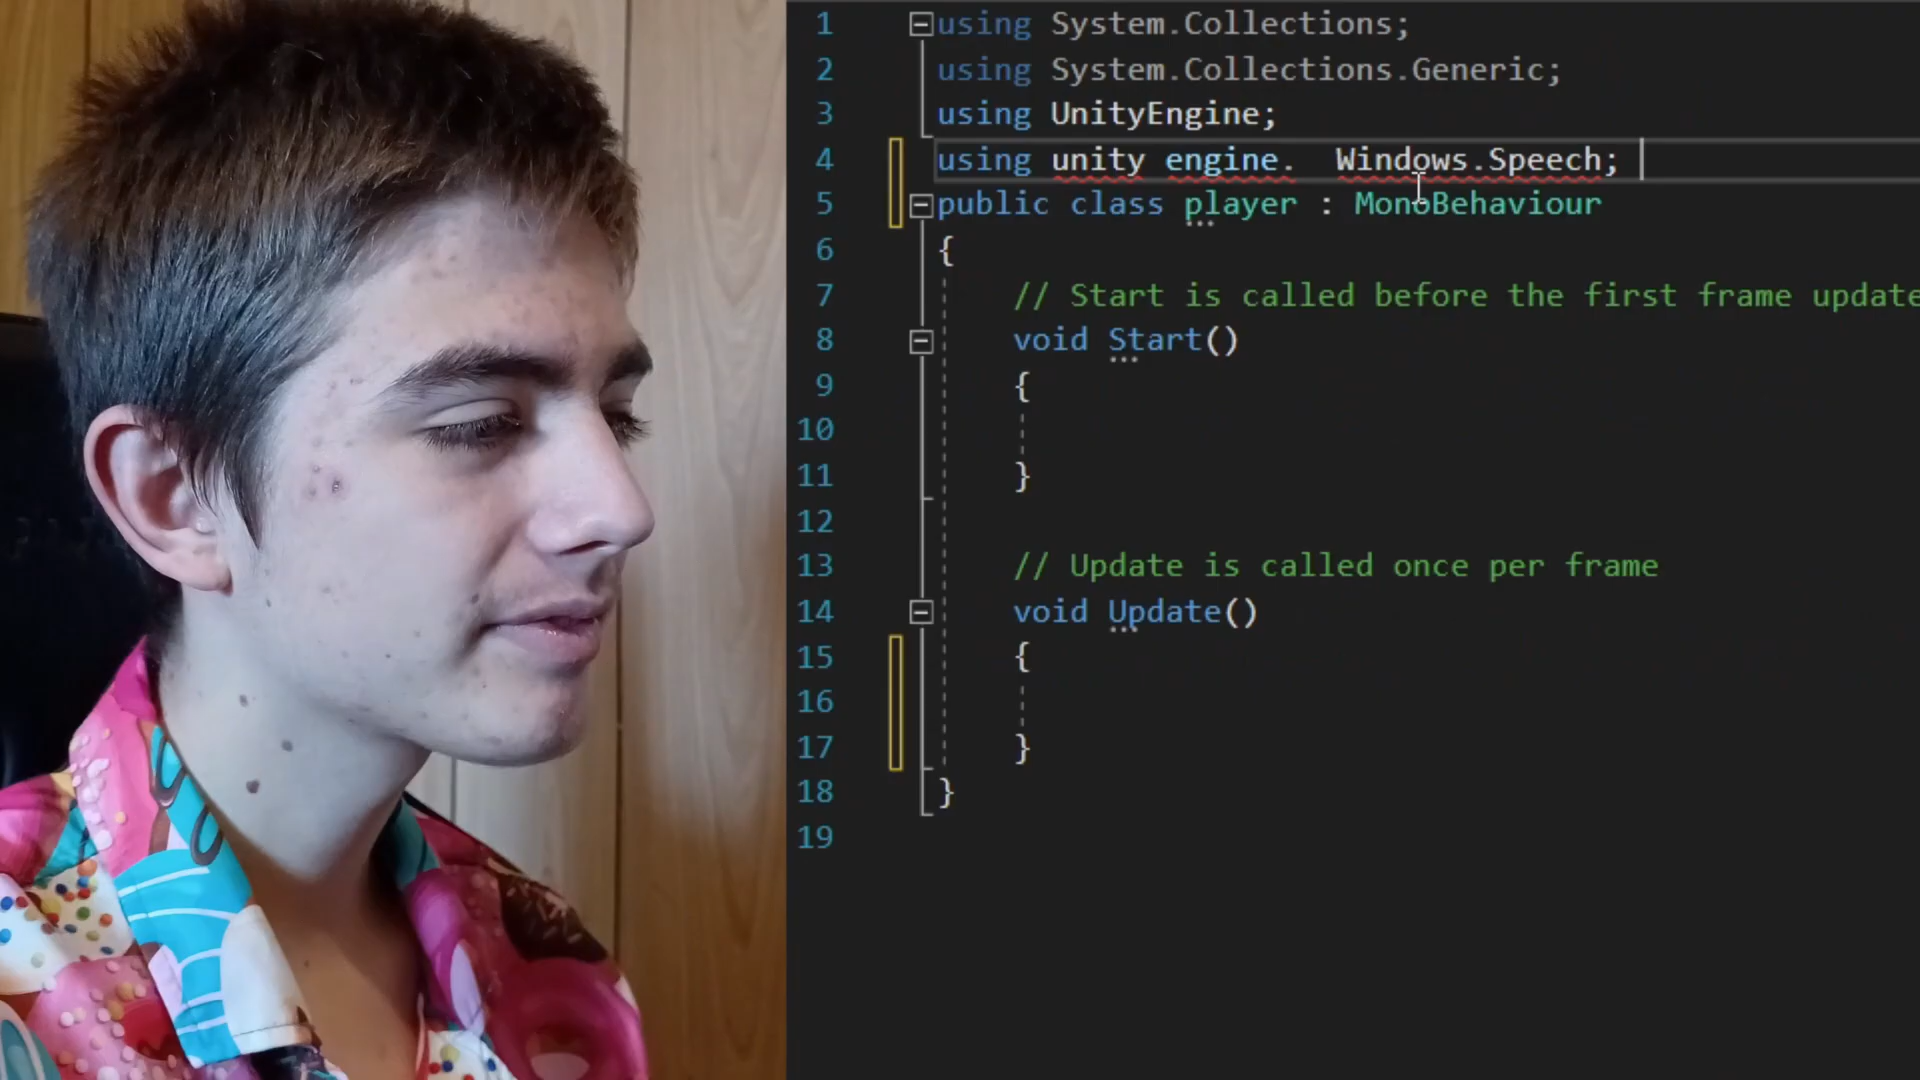 1 using System.Collections;
2 using System.Collections.Generic;
3 using UnityEngine;
4 using unity engine.  Windows.Speech;
5 public class player : MonoBehaviour
6 {
7 // Start is called before the first frame update
8 void Start()
9 {
10
11 }
12
13 // Update is called once per frame
14 void Update()
15 {
16
17 }
18 }
19